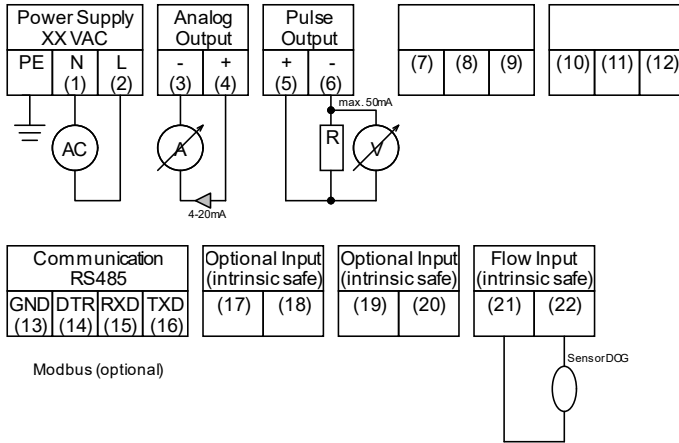 Power Supply
XX VAC
PE N L
(1) (2)
Analog
Output
- +
(3) (4)
Pulse
Output
+ -
(5) (6)
(7) (8) (9)
(10) (11) (12)
max. 50mA
AC
A
R
V
4-20mA
Communication
RS485
GND DTR RXD TXD
(13) (14) (15) (16)
Optional Input
(intrinsic safe)
(17) (18)
Optional Input
(intrinsic safe)
(19) (20)
Flow Input
(intrinsic safe)
(21) (22)
Modbus (optional)
Sensor DOG